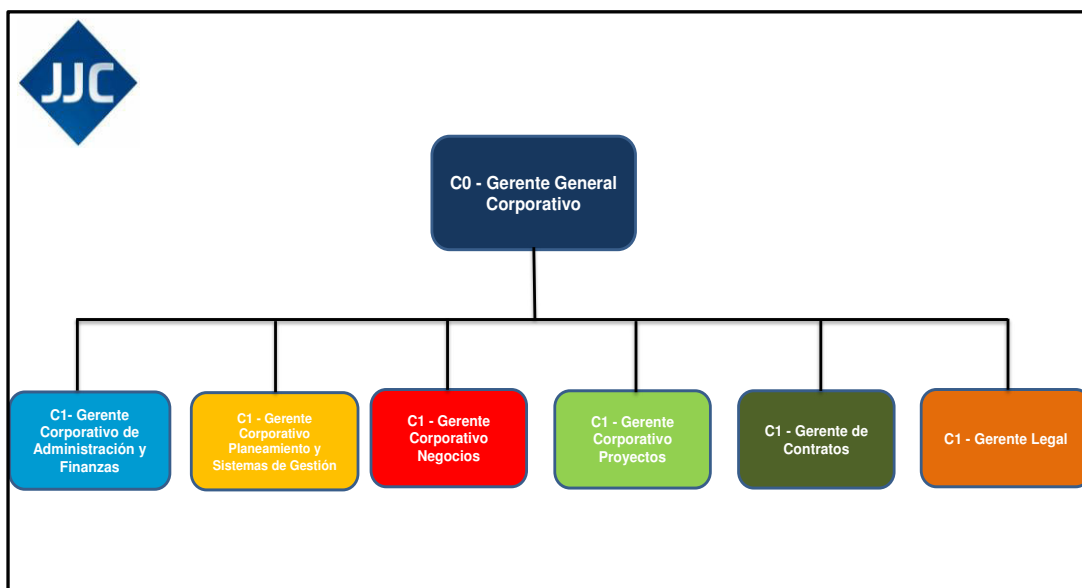 JJC
C0 - Gerente General
Corporativo
C1- Gerente
Corporativo de
Administración y
Finanzas
C1 - Gerente
Corporativo
Planeamiento y
Sistemas de Gestión
C1 - Gerente
Corporativo
Negocios
C1 - Gerente
Corporativo
Proyectos
C1 - Gerente de
Contratos
C1 - Gerente Legal